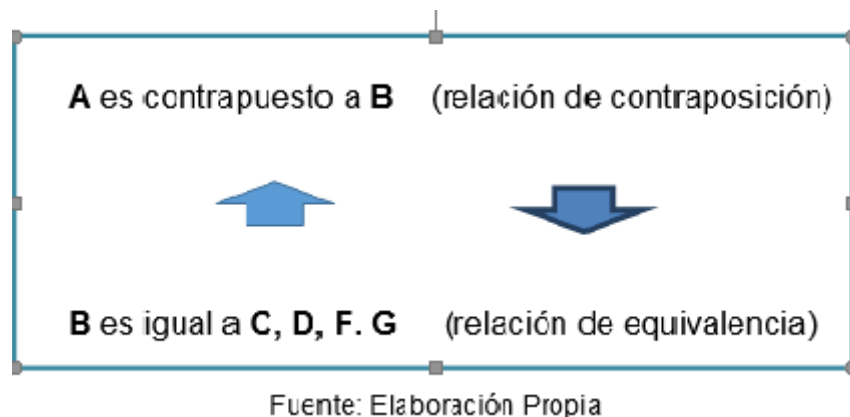 A es contrapuesto a B (relación de contraposición)
B es igual a C, D, F. G (relación de equivalencia)
Fuente: Elaboración Propia